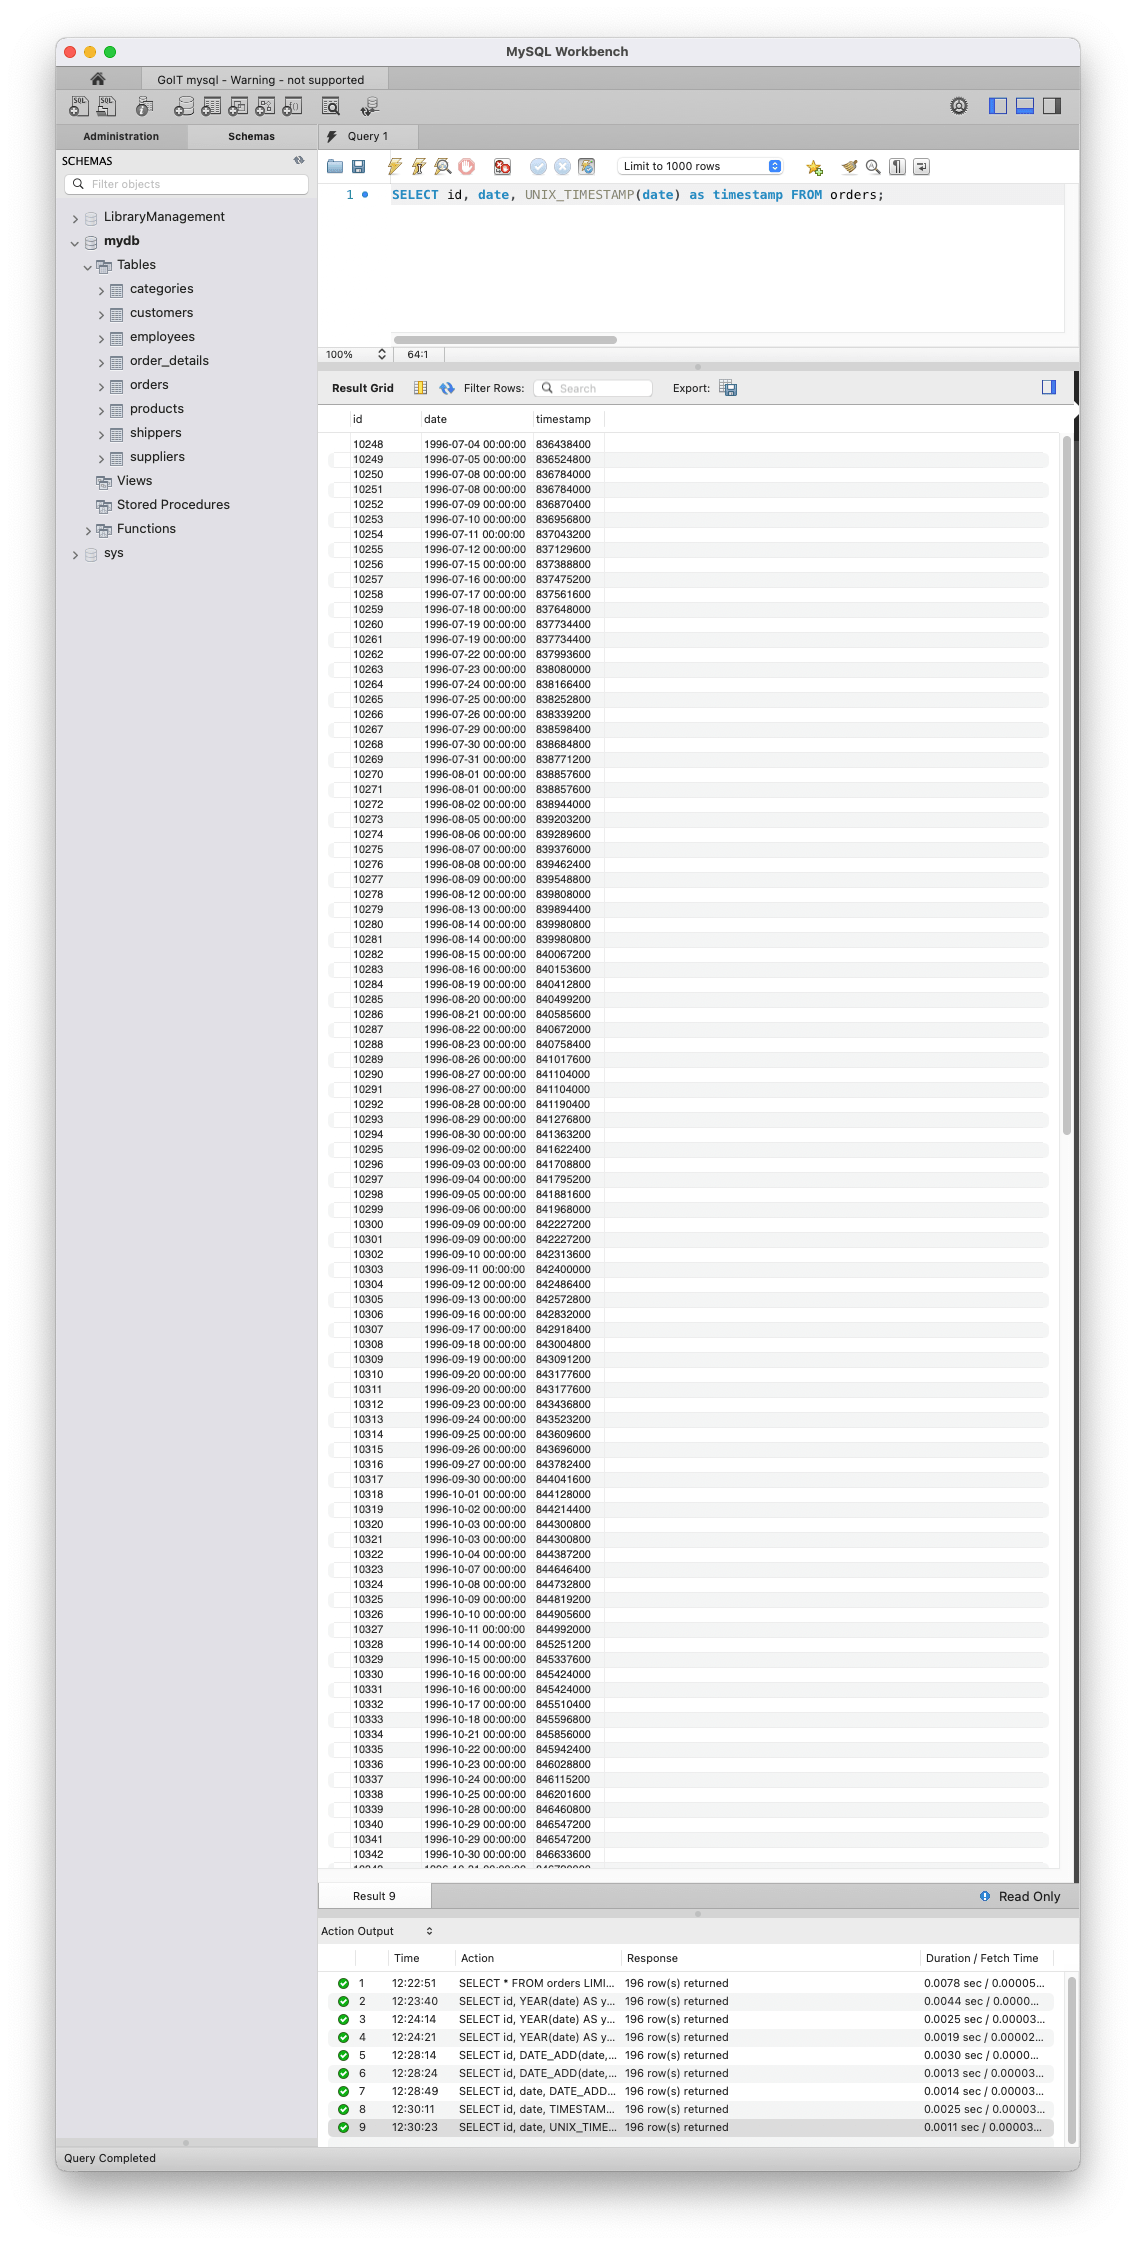 MySQL Workbench
GoIT mysql - Warning - not supported
Administration
Schemas
Query 1
SCHEMAS
Filter objects
Limit to 1000 rows
LibraryManagement
mydb
Tables
categories
customers
employees
order_details
orders
products
shippers
suppliers
Views
Stored Procedures
Functions
sys
1 SELECT id, date, UNIX_TIMESTAMP(date) as timestamp FROM orders;
100% 64:1
Result Grid Filter Rows: Search Export:
id date timestamp
10248 1996-07-04 00:00:00 836438400
10249 1996-07-05 00:00:00 836524800
10250 1996-07-08 00:00:00 836784000
10251 1996-07-08 00:00:00 836784000
10252 1996-07-09 00:00:00 836870400
10253 1996-07-10 00:00:00 836956800
10254 1996-07-11 00:00:00 837043200
10255 1996-07-12 00:00:00 837129600
10256 1996-07-15 00:00:00 837388800
10257 1996-07-16 00:00:00 837475200
10258 1996-07-17 00:00:00 837561600
10259 1996-07-18 00:00:00 837648000
10260 1996-07-19 00:00:00 837734400
10261 1996-07-19 00:00:00 837734400
10262 1996-07-22 00:00:00 837993600
10263 1996-07-23 00:00:00 838080000
10264 1996-07-24 00:00:00 838166400
10265 1996-07-25 00:00:00 838252800
10266 1996-07-26 00:00:00 838339200
10267 1996-07-29 00:00:00 838598400
10268 1996-07-30 00:00:00 838684800
10269 1996-07-31 00:00:00 838771200
10270 1996-08-01 00:00:00 838857600
10271 1996-08-01 00:00:00 838857600
10272 1996-08-02 00:00:00 838944000
10273 1996-08-05 00:00:00 839203200
10274 1996-08-06 00:00:00 839289600
10275 1996-08-07 00:00:00 839376000
10276 1996-08-08 00:00:00 839462400
10277 1996-08-09 00:00:00 839548800
10278 1996-08-12 00:00:00 839808000
10279 1996-08-13 00:00:00 839894400
10280 1996-08-14 00:00:00 839980800
10281 1996-08-14 00:00:00 839980800
10282 1996-08-15 00:00:00 840067200
10283 1996-08-16 00:00:00 840153600
10284 1996-08-19 00:00:00 840412800
10285 1996-08-20 00:00:00 840499200
10286 1996-08-21 00:00:00 840585600
10287 1996-08-22 00:00:00 840672000
10288 1996-08-23 00:00:00 840758400
10289 1996-08-26 00:00:00 841017600
10290 1996-08-27 00:00:00 841104000
10291 1996-08-27 00:00:00 841104000
10292 1996-08-28 00:00:00 841190400
10293 1996-08-29 00:00:00 841276800
10294 1996-08-30 00:00:00 841363200
10295 1996-09-02 00:00:00 841622400
10296 1996-09-03 00:00:00 841708800
10297 1996-09-04 00:00:00 841795200
10298 1996-09-05 00:00:00 841881600
10299 1996-09-06 00:00:00 841968000
10300 1996-09-09 00:00:00 842227200
10301 1996-09-09 00:00:00 842227200
10302 1996-09-10 00:00:00 842313600
10303 1996-09-11 00:00:00 842400000
10304 1996-09-12 00:00:00 842486400
10305 1996-09-13 00:00:00 842572800
10306 1996-09-16 00:00:00 842832000
10307 1996-09-17 00:00:00 842918400
10308 1996-09-18 00:00:00 843004800
10309 1996-09-19 00:00:00 843091200
10310 1996-09-20 00:00:00 843177600
10311 1996-09-20 00:00:00 843177600
10312 1996-09-23 00:00:00 843436800
10313 1996-09-24 00:00:00 843523200
10314 1996-09-25 00:00:00 843609600
10315 1996-09-26 00:00:00 843696000
10316 1996-09-27 00:00:00 843782400
10317 1996-09-30 00:00:00 844041600
10318 1996-10-01 00:00:00 844128000
10319 1996-10-02 00:00:00 844214400
10320 1996-10-03 00:00:00 844300800
10321 1996-10-03 00:00:00 844300800
10322 1996-10-04 00:00:00 844387200
10323 1996-10-07 00:00:00 844646400
10324 1996-10-08 00:00:00 844732800
10325 1996-10-09 00:00:00 844819200
10326 1996-10-10 00:00:00 844905600
10327 1996-10-11 00:00:00 844992000
10328 1996-10-14 00:00:00 845251200
10329 1996-10-15 00:00:00 845337600
10330 1996-10-16 00:00:00 845424000
10331 1996-10-16 00:00:00 845424000
10332 1996-10-17 00:00:00 845510400
10333 1996-10-18 00:00:00 845596800
10334 1996-10-21 00:00:00 845856000
10335 1996-10-22 00:00:00 845942400
10336 1996-10-23 00:00:00 846028800
10337 1996-10-24 00:00:00 846115200
10338 1996-10-25 00:00:00 846201600
10339 1996-10-28 00:00:00 846460800
10340 1996-10-29 00:00:00 846547200
10341 1996-10-29 00:00:00 846547200
10342 1996-10-30 00:00:00 846633600
Result 9
Read Only
Action Output
Time Action Response Duration / Fetch Time
1 12:22:51 SELECT * FROM orders LIMI... 196 row(s) returned 0.0078 sec / 0.00005...
2 12:23:40 SELECT id, YEAR(date) AS y... 196 row(s) returned 0.0044 sec / 0.0000...
3 12:24:14 SELECT id, YEAR(date) AS y... 196 row(s) returned 0.0025 sec / 0.00003...
4 12:24:21 SELECT id, YEAR(date) AS y... 196 row(s) returned 0.0019 sec / 0.00002...
5 12:28:14 SELECT id, DATE_ADD(date,... 196 row(s) returned 0.0030 sec / 0.0000...
6 12:28:24 SELECT id, DATE_ADD(date,... 196 row(s) returned 0.0013 sec / 0.00003...
7 12:28:49 SELECT id, date, DATE_ADD... 196 row(s) returned 0.0014 sec / 0.00003...
8 12:30:11 SELECT id, date, TIMESTAM... 196 row(s) returned 0.0025 sec / 0.00003...
9 12:30:23 SELECT id, date, UNIX_TIME... 196 row(s) returned 0.0011 sec / 0.00003...
Query Completed